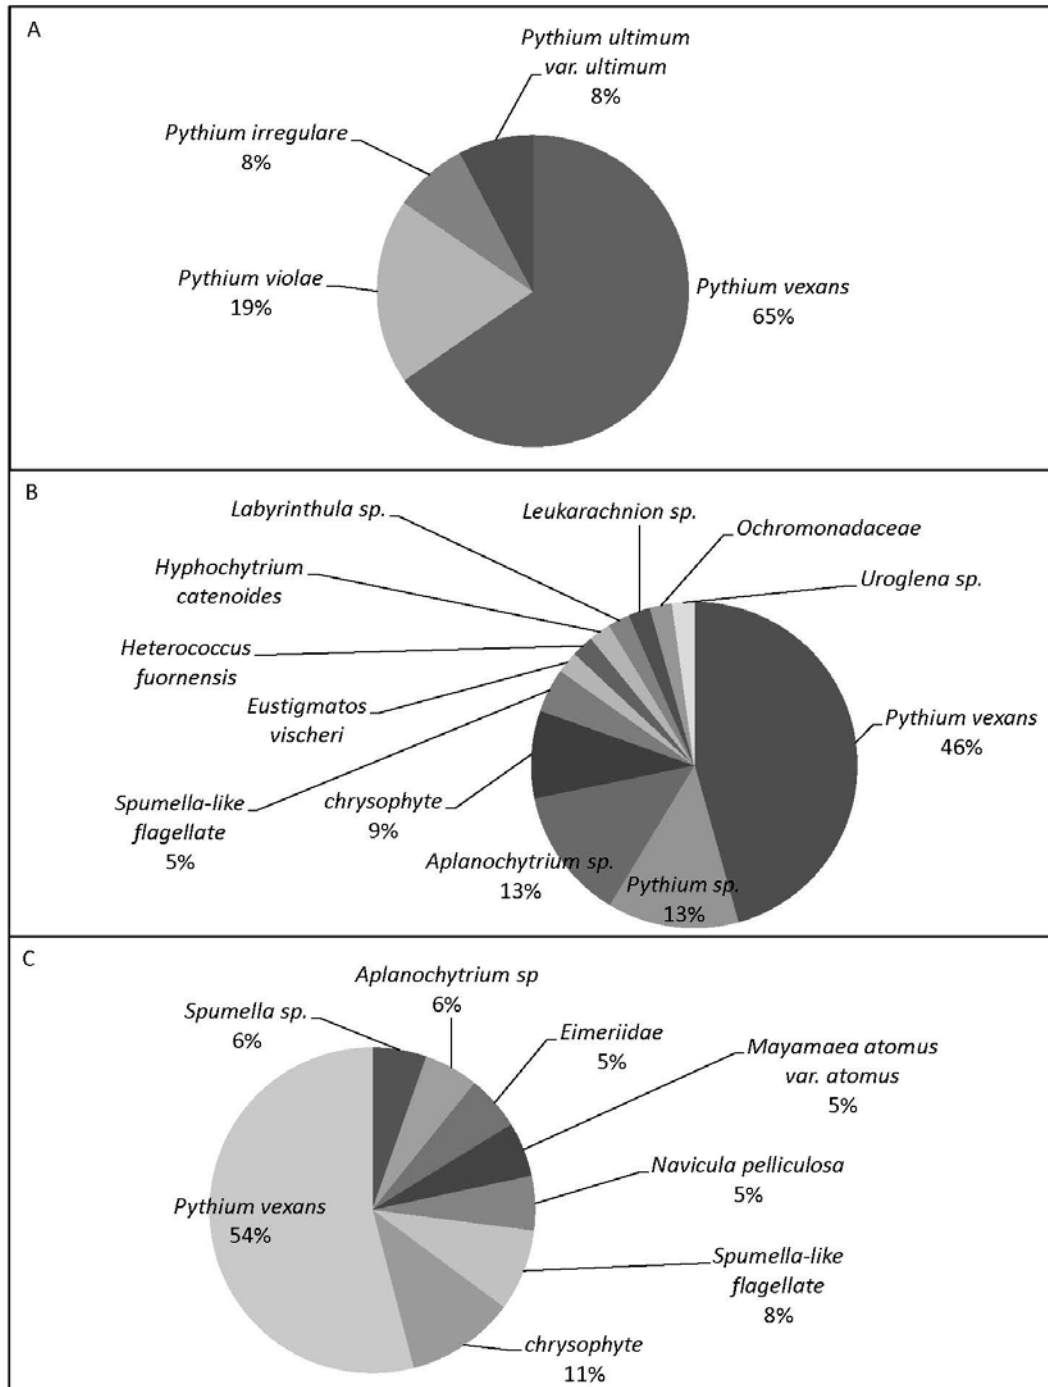 A
Pythium ultimum
var. ultimum
8%
Pythium irregulare
8%
Pythium violae
19%
Pythium vexans
65%
B
Labyrinthula sp.
Leukarachnion sp.
Ochromonadaceae
Uroglena sp.
Hyphochytrium
catenoides
Heterococcus
fuornensis
Eustigmatos
vischeri
Spumella-like
flagellate
5%
chrysophyte
9%
Aplanochytrium sp.
13%
Pythium sp.
13%
Pythium vexans
46%
C
Aplanochytrium sp
6%
Spumella sp.
6%
Eimeriidae
5%
Mayamaea atomus
var. atomus
5%
Navicula pelliculosa
5%
Spumella-like
flagellate
8%
chrysophyte
11%
Pythium vexans
54%